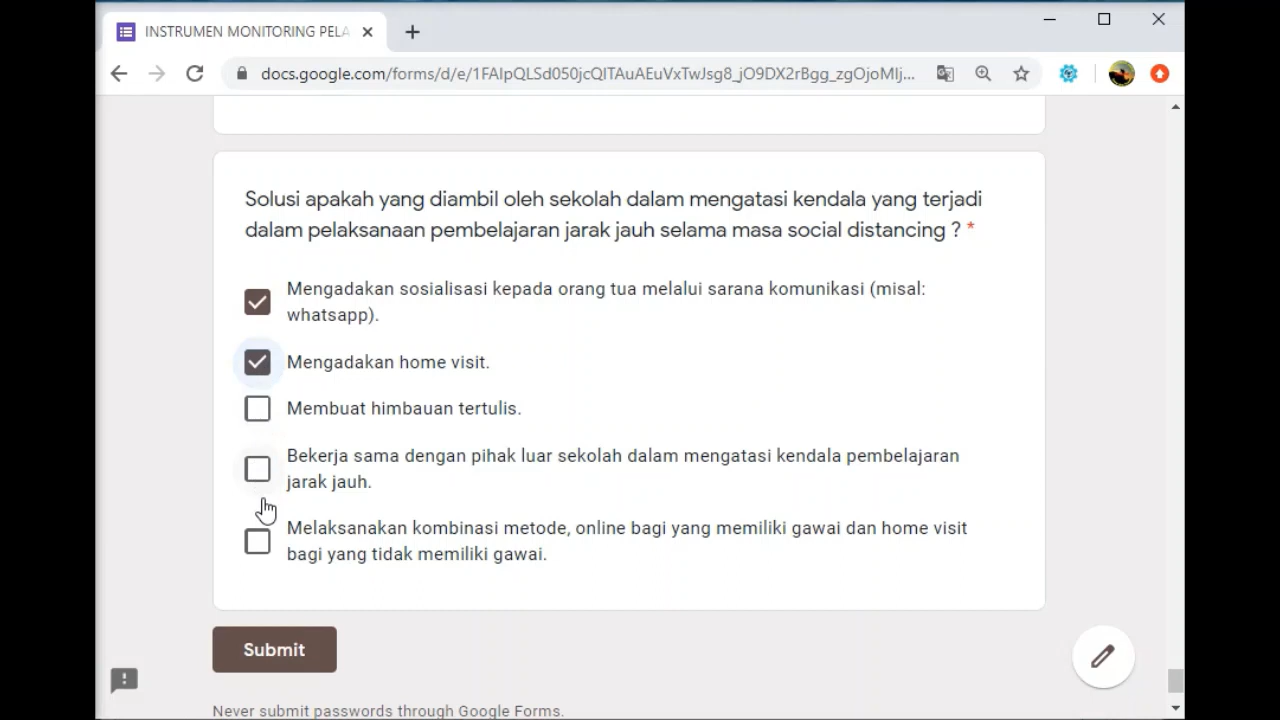 INSTRUMEN MONITORING PELA
docs.google.com/forms/d/e/1FAIpQLSd050jcQITAuAEuVxTwJsg8_jO9DX2rBgg_zgOjoMIj...
Solusi apakah yang diambil oleh sekolah dalam mengatasi kendala yang terjadi
dalam pelaksanaan pembelajaran jarak jauh selama masa social distancing ? *
Mengadakan sosialisasi kepada orang tua melalui sarana komunikasi (misal:
whatsapp).
Mengadakan home visit.
Membuat himbauan tertulis.
Bekerja sama dengan pihak luar sekolah dalam mengatasi kendala pembelajaran
jarak jauh.
Melaksanakan kombinasi metode, online bagi yang memiliki gawai dan home visit
bagi yang tidak memiliki gawai.
Submit
Never submit passwords through Google Forms.